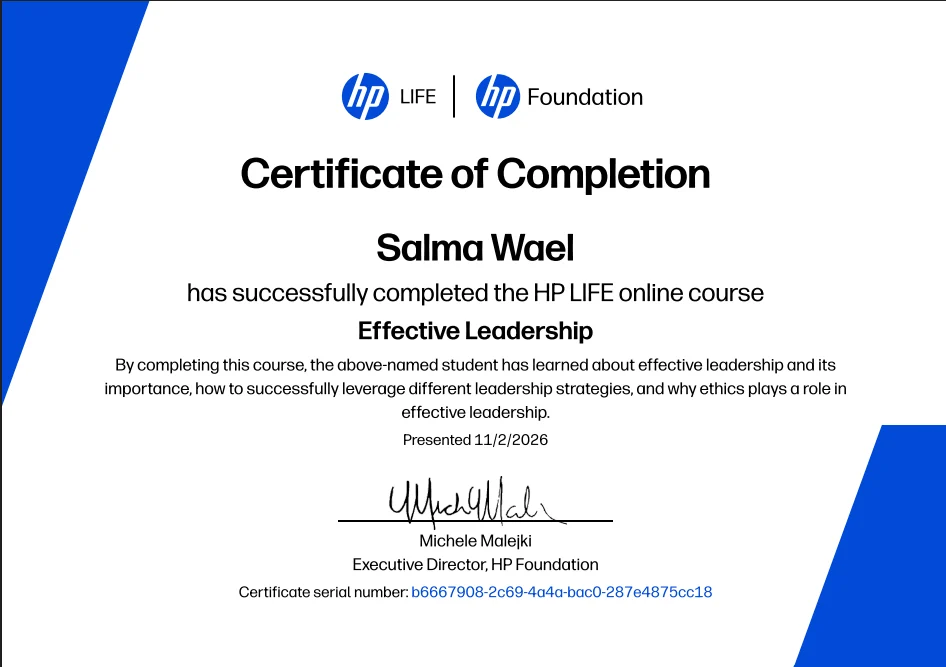 hp LIFE | hp Foundation
Certificate of Completion
Salma Wael
has successfully completed the HP LIFE online course
Effective Leadership
By completing this course, the above-named student has learned about effective leadership and its
importance, how to successfully leverage different leadership strategies, and why ethics plays a role in
effective leadership.
Presented 11/2/2026
Michele Malejki
Executive Director, HP Foundation
Certificate serial number: b6667908-2c69-4a4a-bac0-287e4875cc18